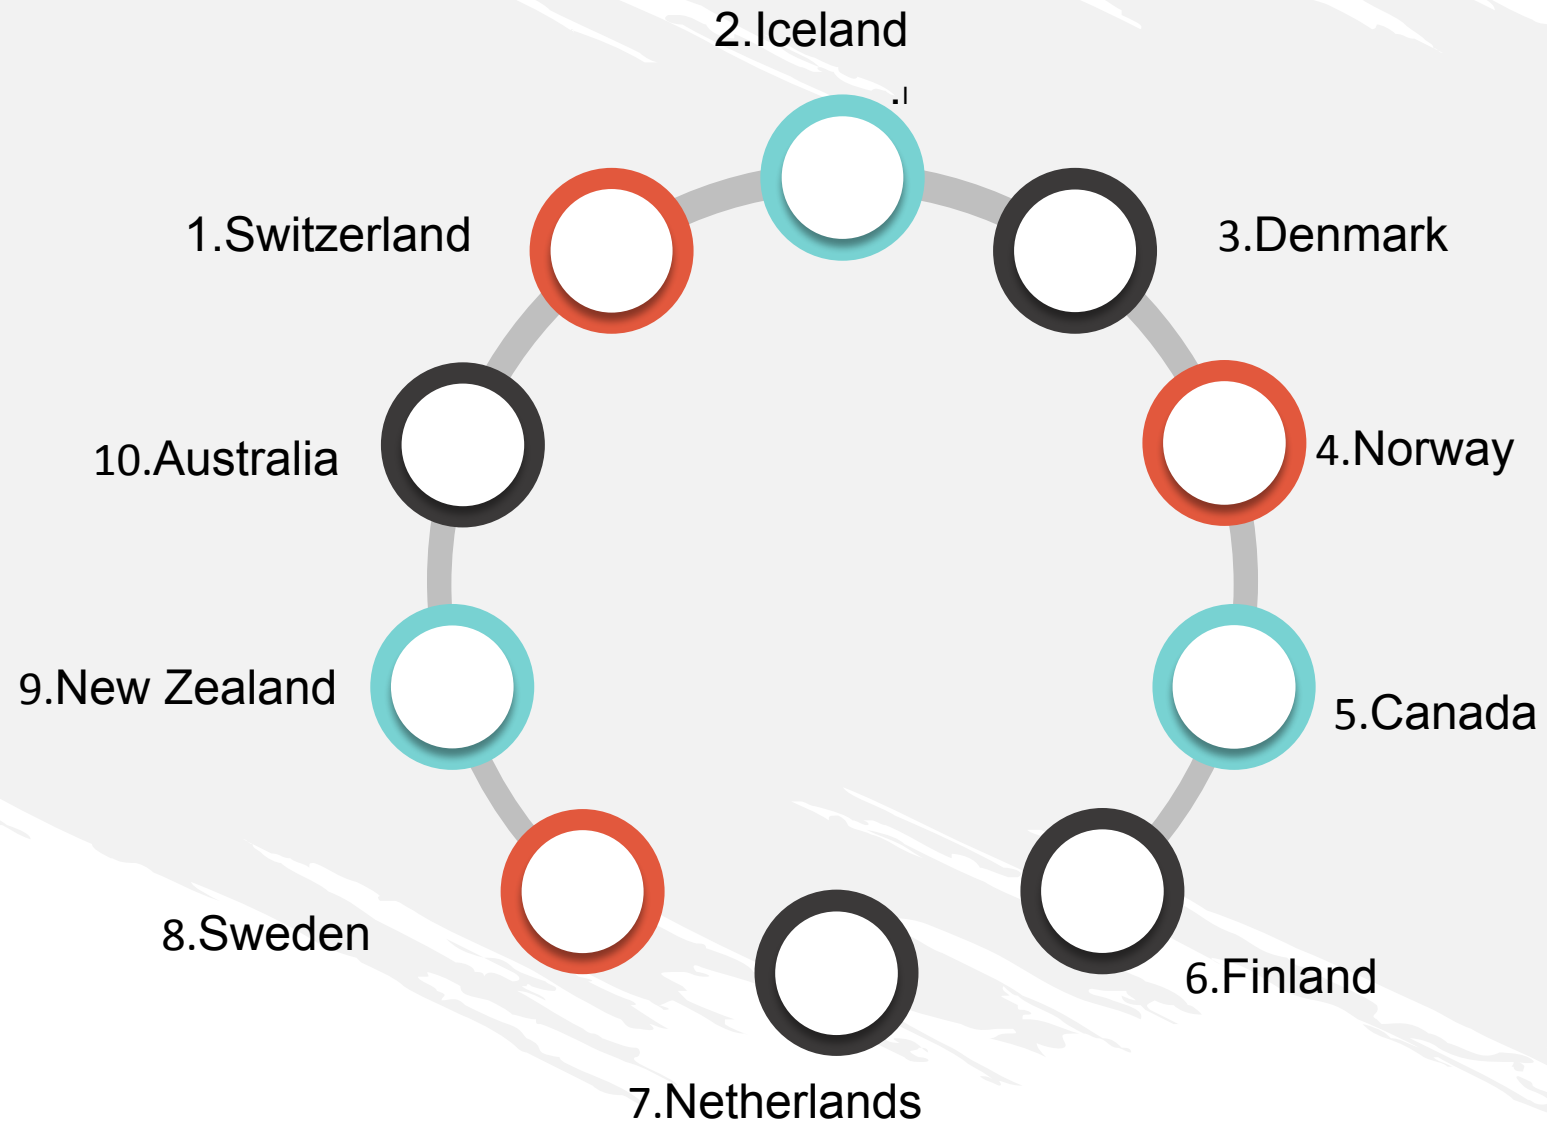 2.Iceland
.I
1.Switzerland
3.Denmark
10.Australia
4.Norway
9.New Zealand
5.Canada
8.Sweden
6.Finland
7.Netherlands